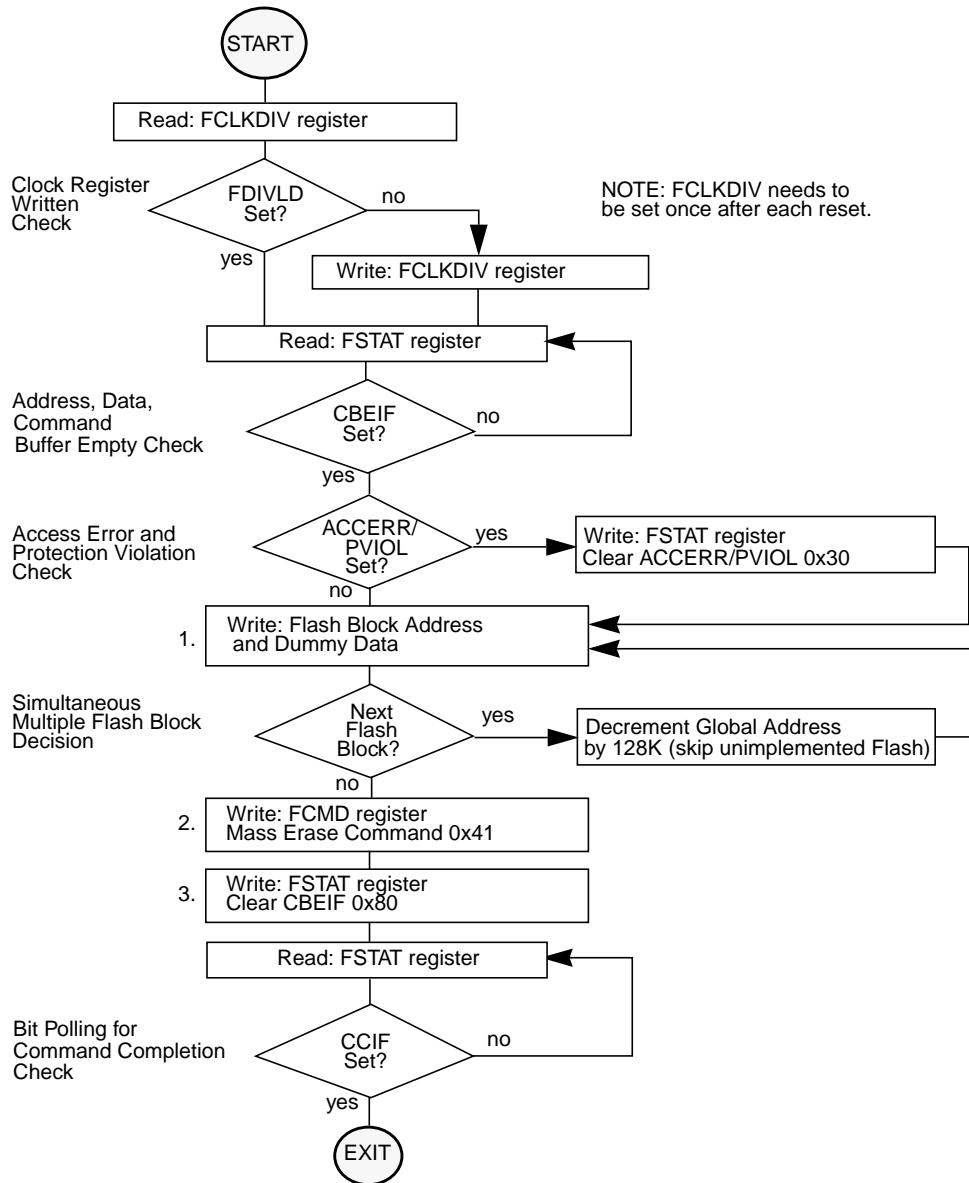 START
Read: FCLKDIV register
Clock Register
Written
Check
FDIVLD
Set?
no
NOTE: FCLKDIV needs to
be set once after each reset.
yes
Write: FCLKDIV register
Read: FSTAT register
Address, Data,
Command
Buffer Empty Check
CBEIF
Set?
no
yes
Access Error and
Protection Violation
Check
ACCERR/
PVIOL
Set?
yes
Write: FSTAT register
Clear ACCERR/PVIOL 0x30
no
1.
Write: Flash Block Address
and Dummy Data
Simultaneous
Multiple Flash Block
Decision
Next
Flash
Block?
yes
Decrement Global Address
by 128K (skip unimplemented Flash)
no
2.
Write: FCMD register
Mass Erase Command 0x41
3.
Write: FSTAT register
Clear CBEIF 0x80
Read: FSTAT register
Bit Polling for
Command Completion
Check
CCIF
Set?
no
yes
EXIT